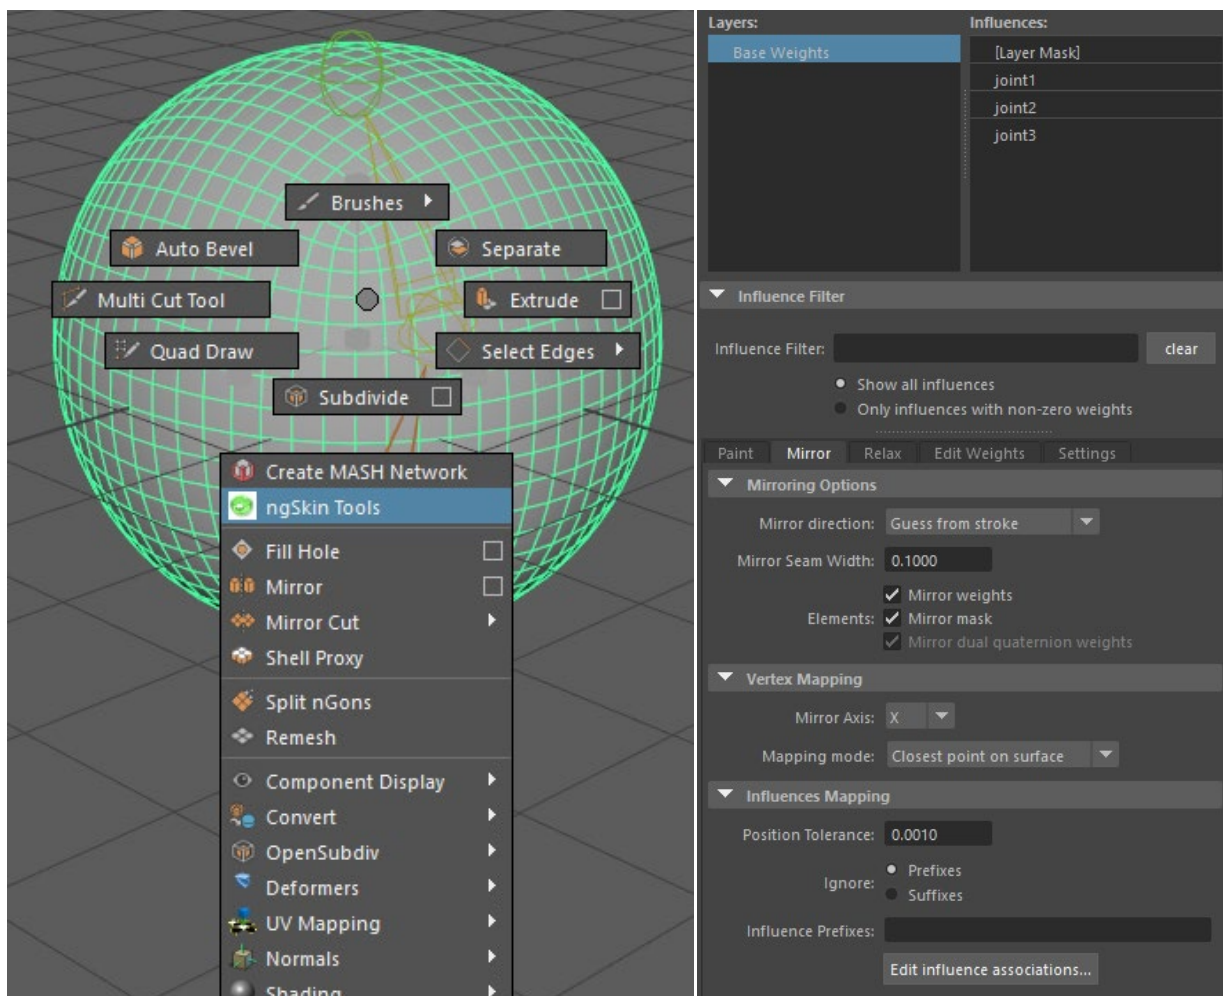 Brushes
Auto Bevel
Separate
Multi Cut Tool
Extrude
Quad Draw
Select Edges
Subdivide
Create MASH Network
ngSkin Tools
Fill Hole
Mirror
Mirror Cut
Shell Proxy
Split nGons
Remesh
Component Display
Convert
OpenSubdiv
Deformers
UV Mapping
Normals
Shading
Layers:
Base Weights
Influences:
[Layer Mask]
joint1
joint2
joint3
Influence Filter
Influence Filter: clear
Show all influences
Only influences with non-zero weights
Paint Mirror Relax Edit Weights Settings
Mirroring Options
Mirror direction: Guess from stroke
Mirror Seam Width: 0.1000
Mirror weights
Elements: Mirror mask
Mirror dual quaternion weights
Vertex Mapping
Mirror Axis: X
Mapping mode: Closest point on surface
Influences Mapping
Position Tolerance: 0.0010
Ignore: Prefixes
Suffixes
Influence Prefixes:
Edit influence associations...